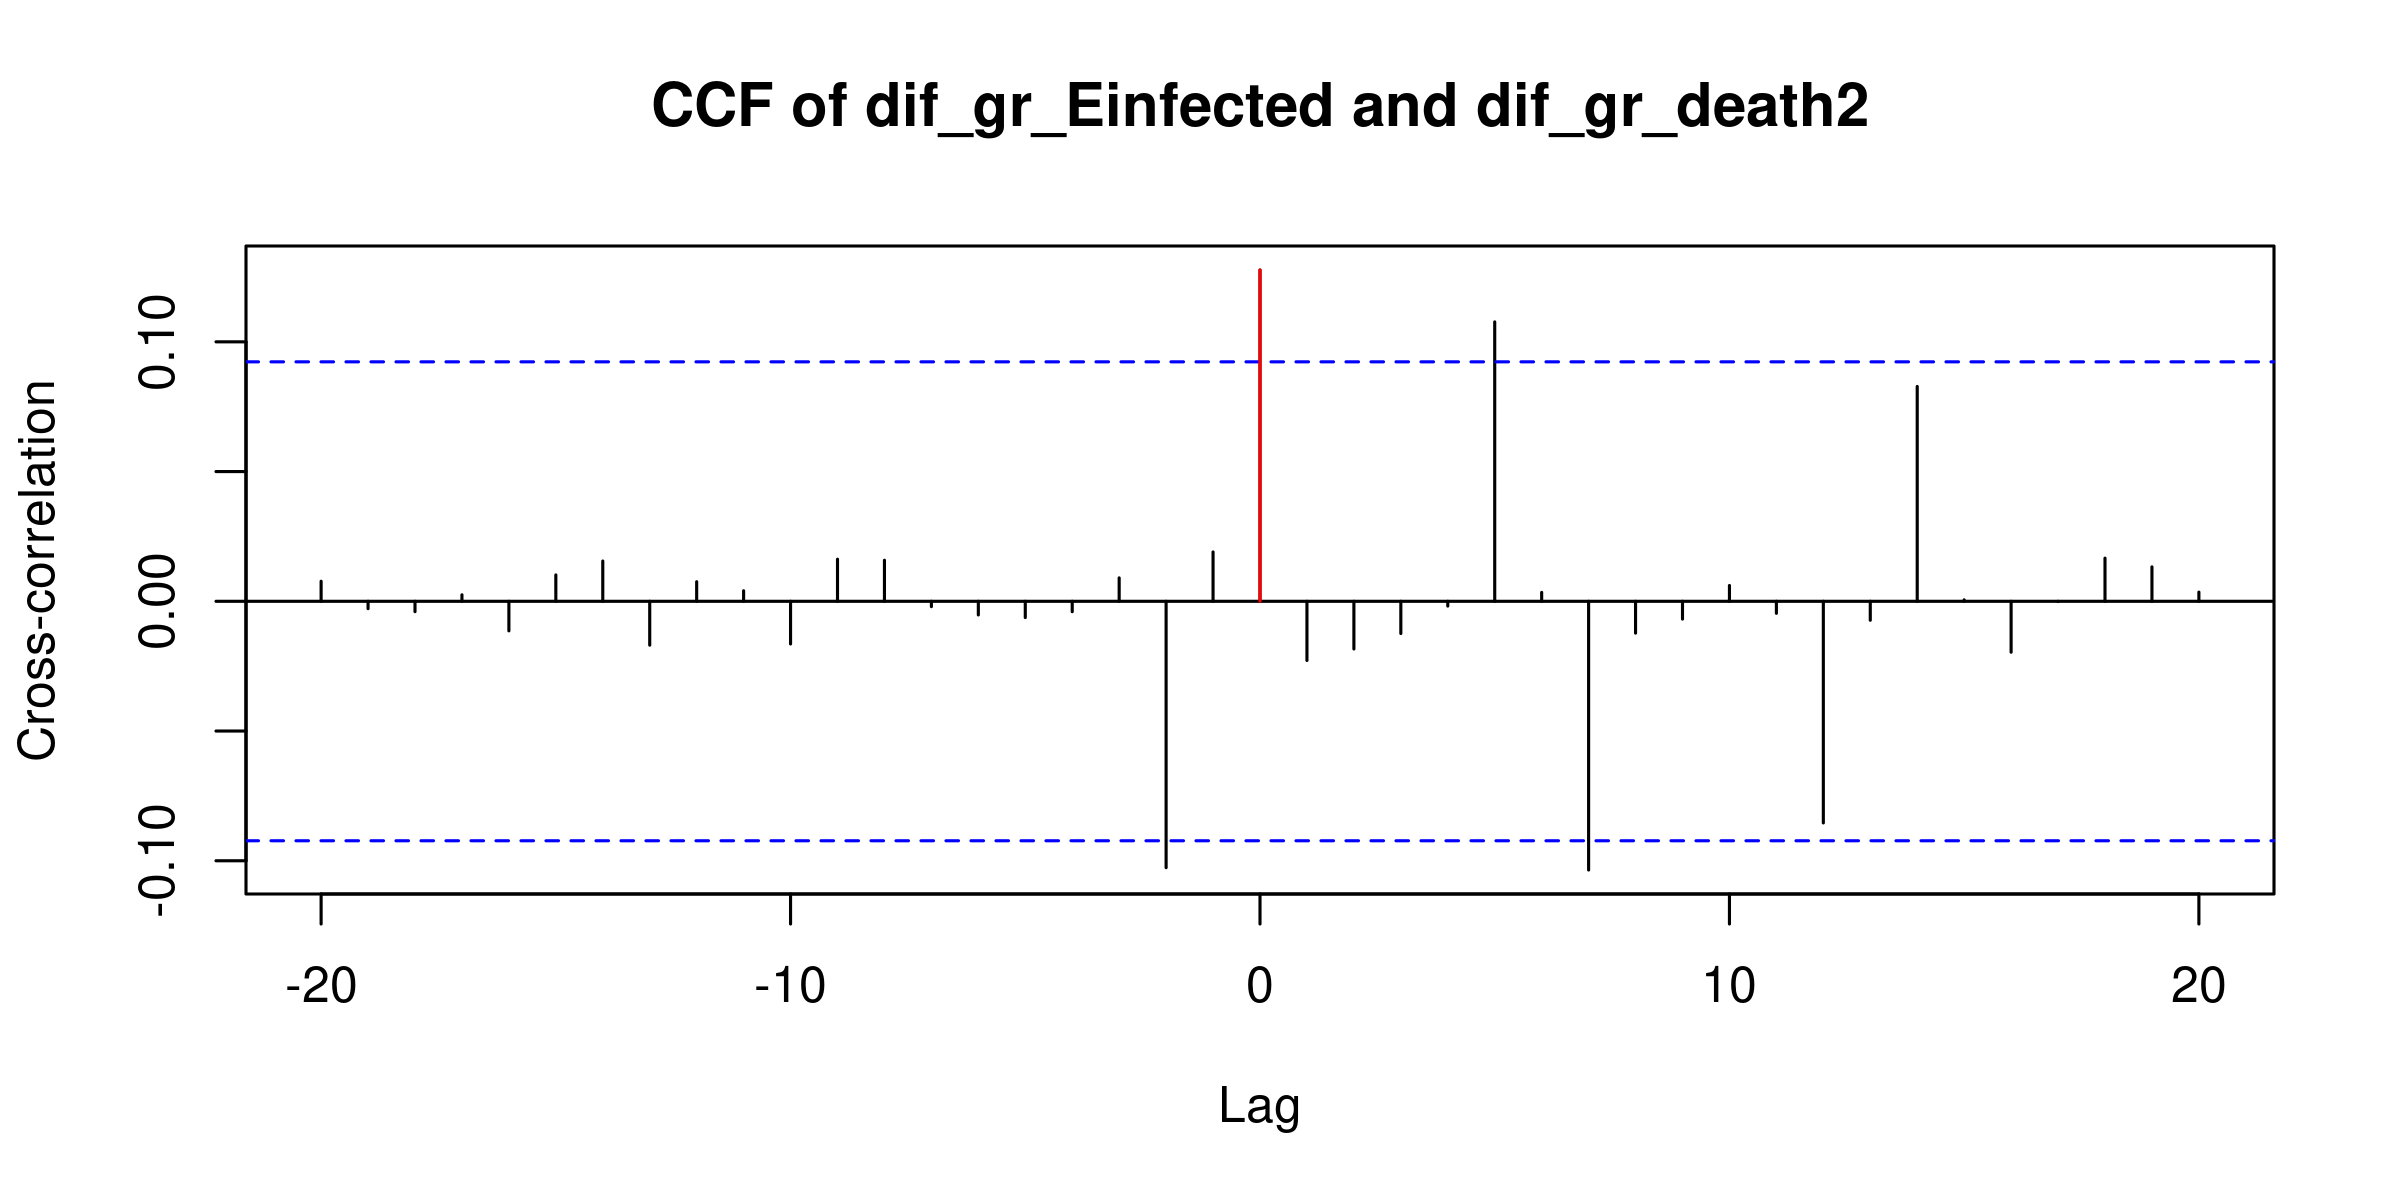 CCF of dif_gr_Einfected and dif_gr_death2
Cross-correlation
0.10
0.00
-0.10
-20 -10 0 10 20
Lag